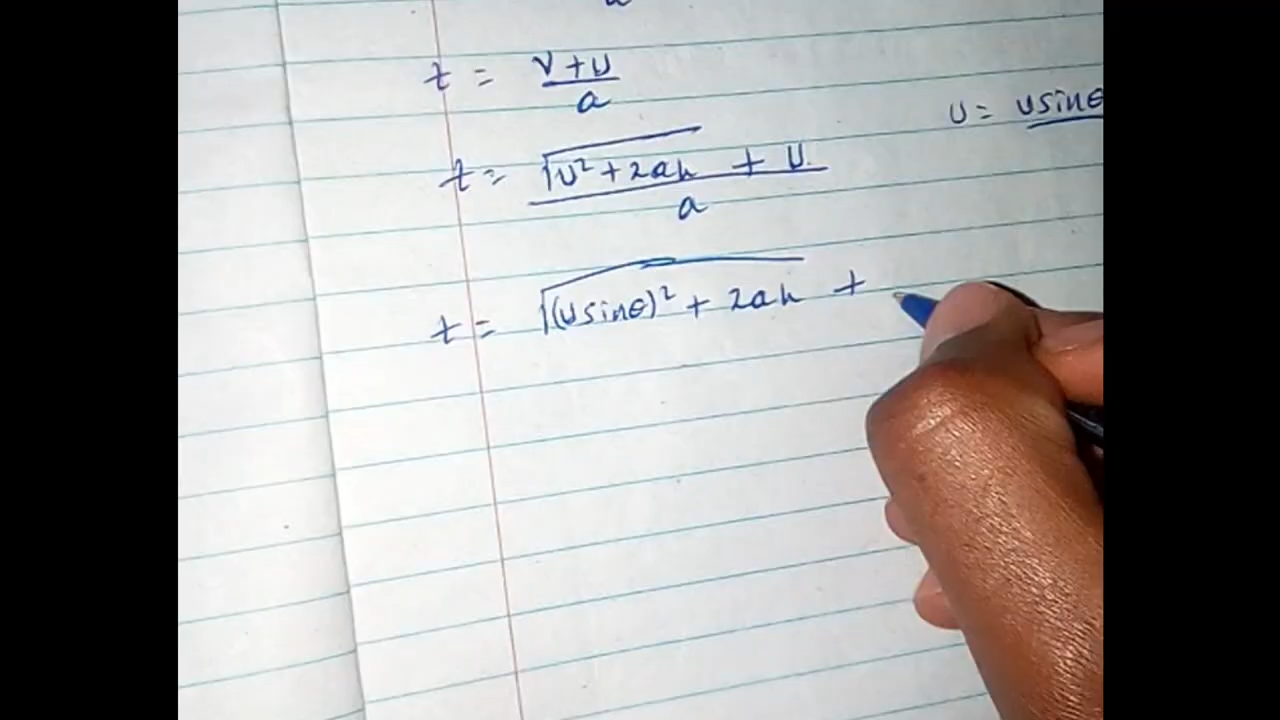 a
t = v+u/a
u = usinθ
t = √u²+2ah + u/a
t = √(usinθ)² + 2ah +